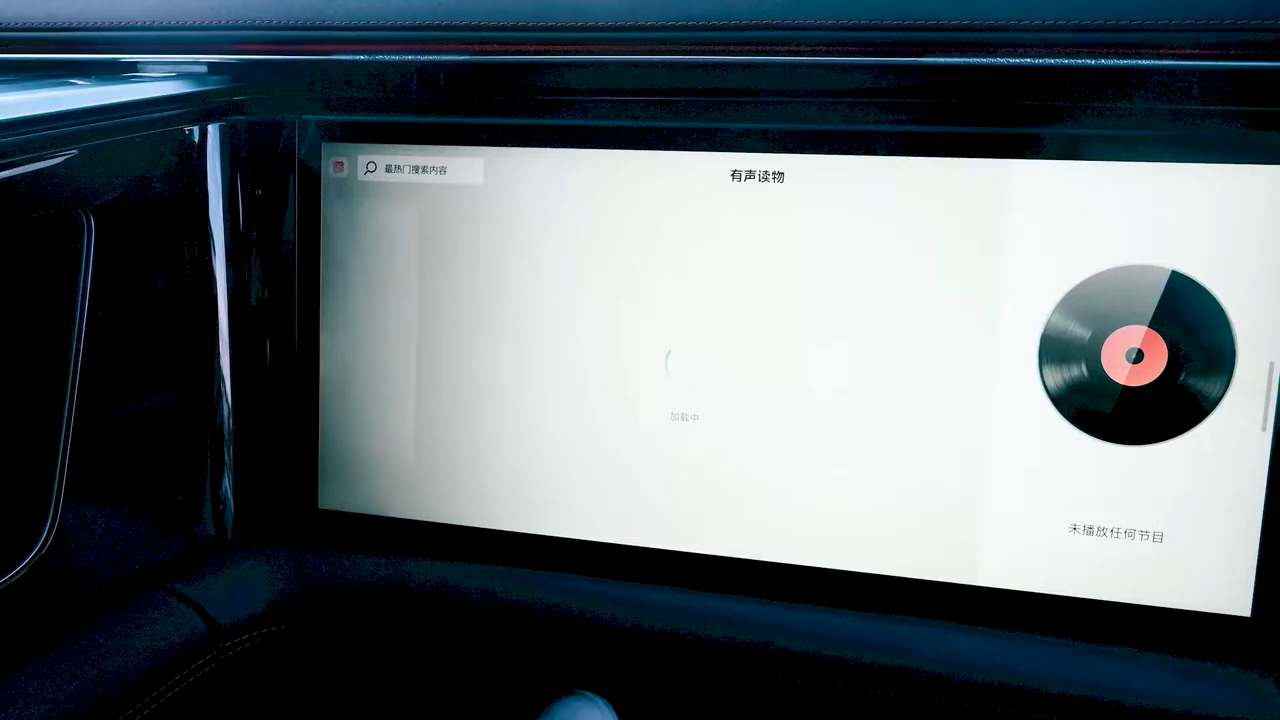 最热门搜索内容
有声读物
加载中
未播放任何节目